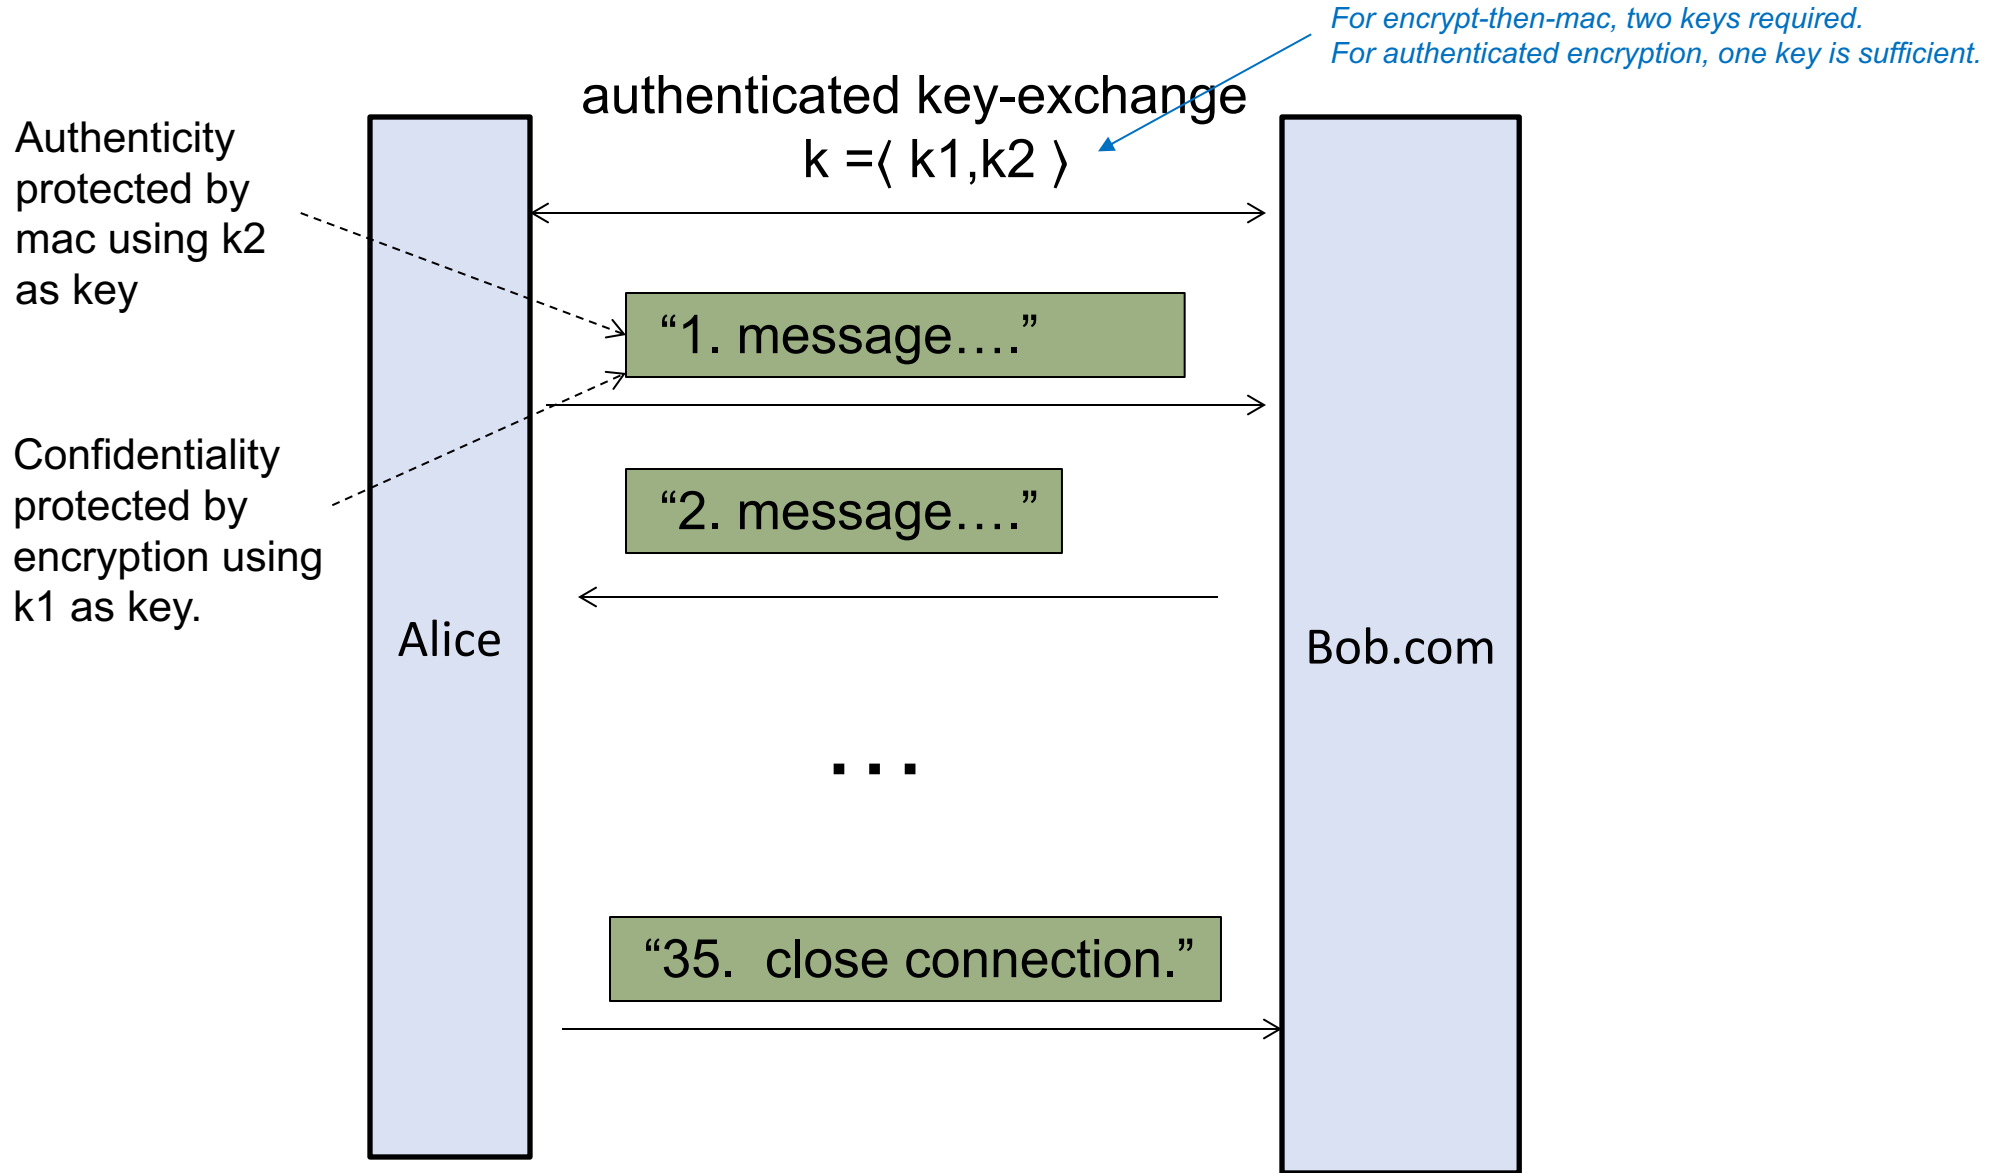 For encrypt-then-mac, two keys required.
For authenticated encryption, one key is sufficient.
authenticated key-exchange
k =⟨ k1,k2 ⟩
Authenticity
protected by
mac using k2
as key
“1. message….”
Confidentiality
protected by
encryption using
k1 as key.
“2. message….”
Alice
Bob.com
...
“35.  close connection.”